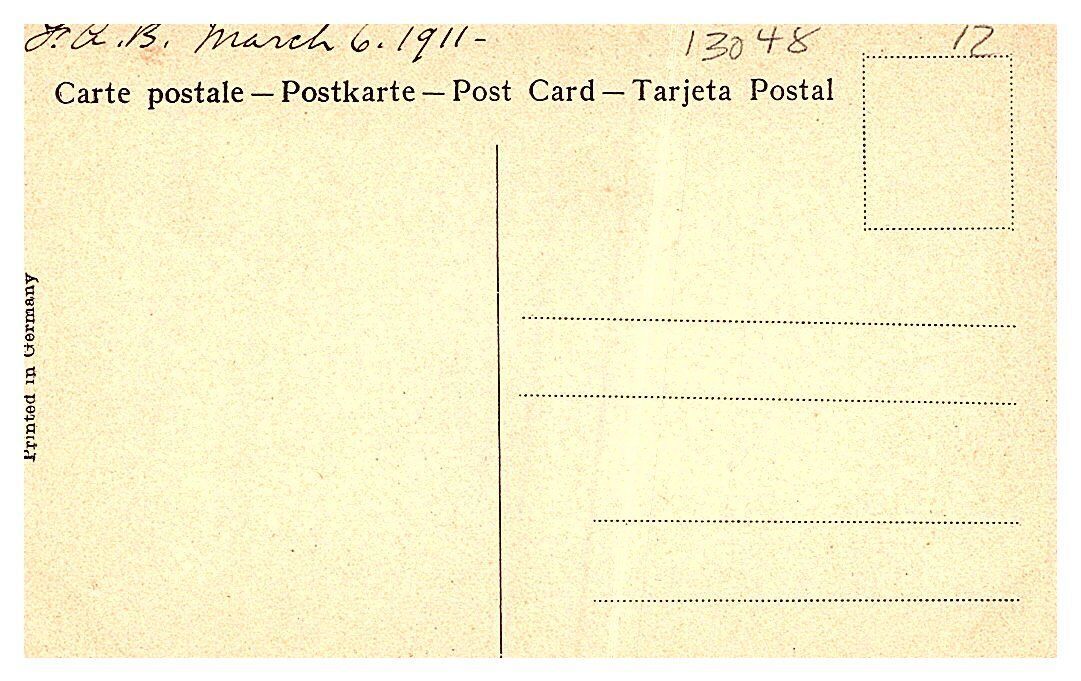 F. A. B. March 6. 1911- 13048 12
Carte postale — Postkarte — Post Card — Tarjeta Postal
Printed in Germany